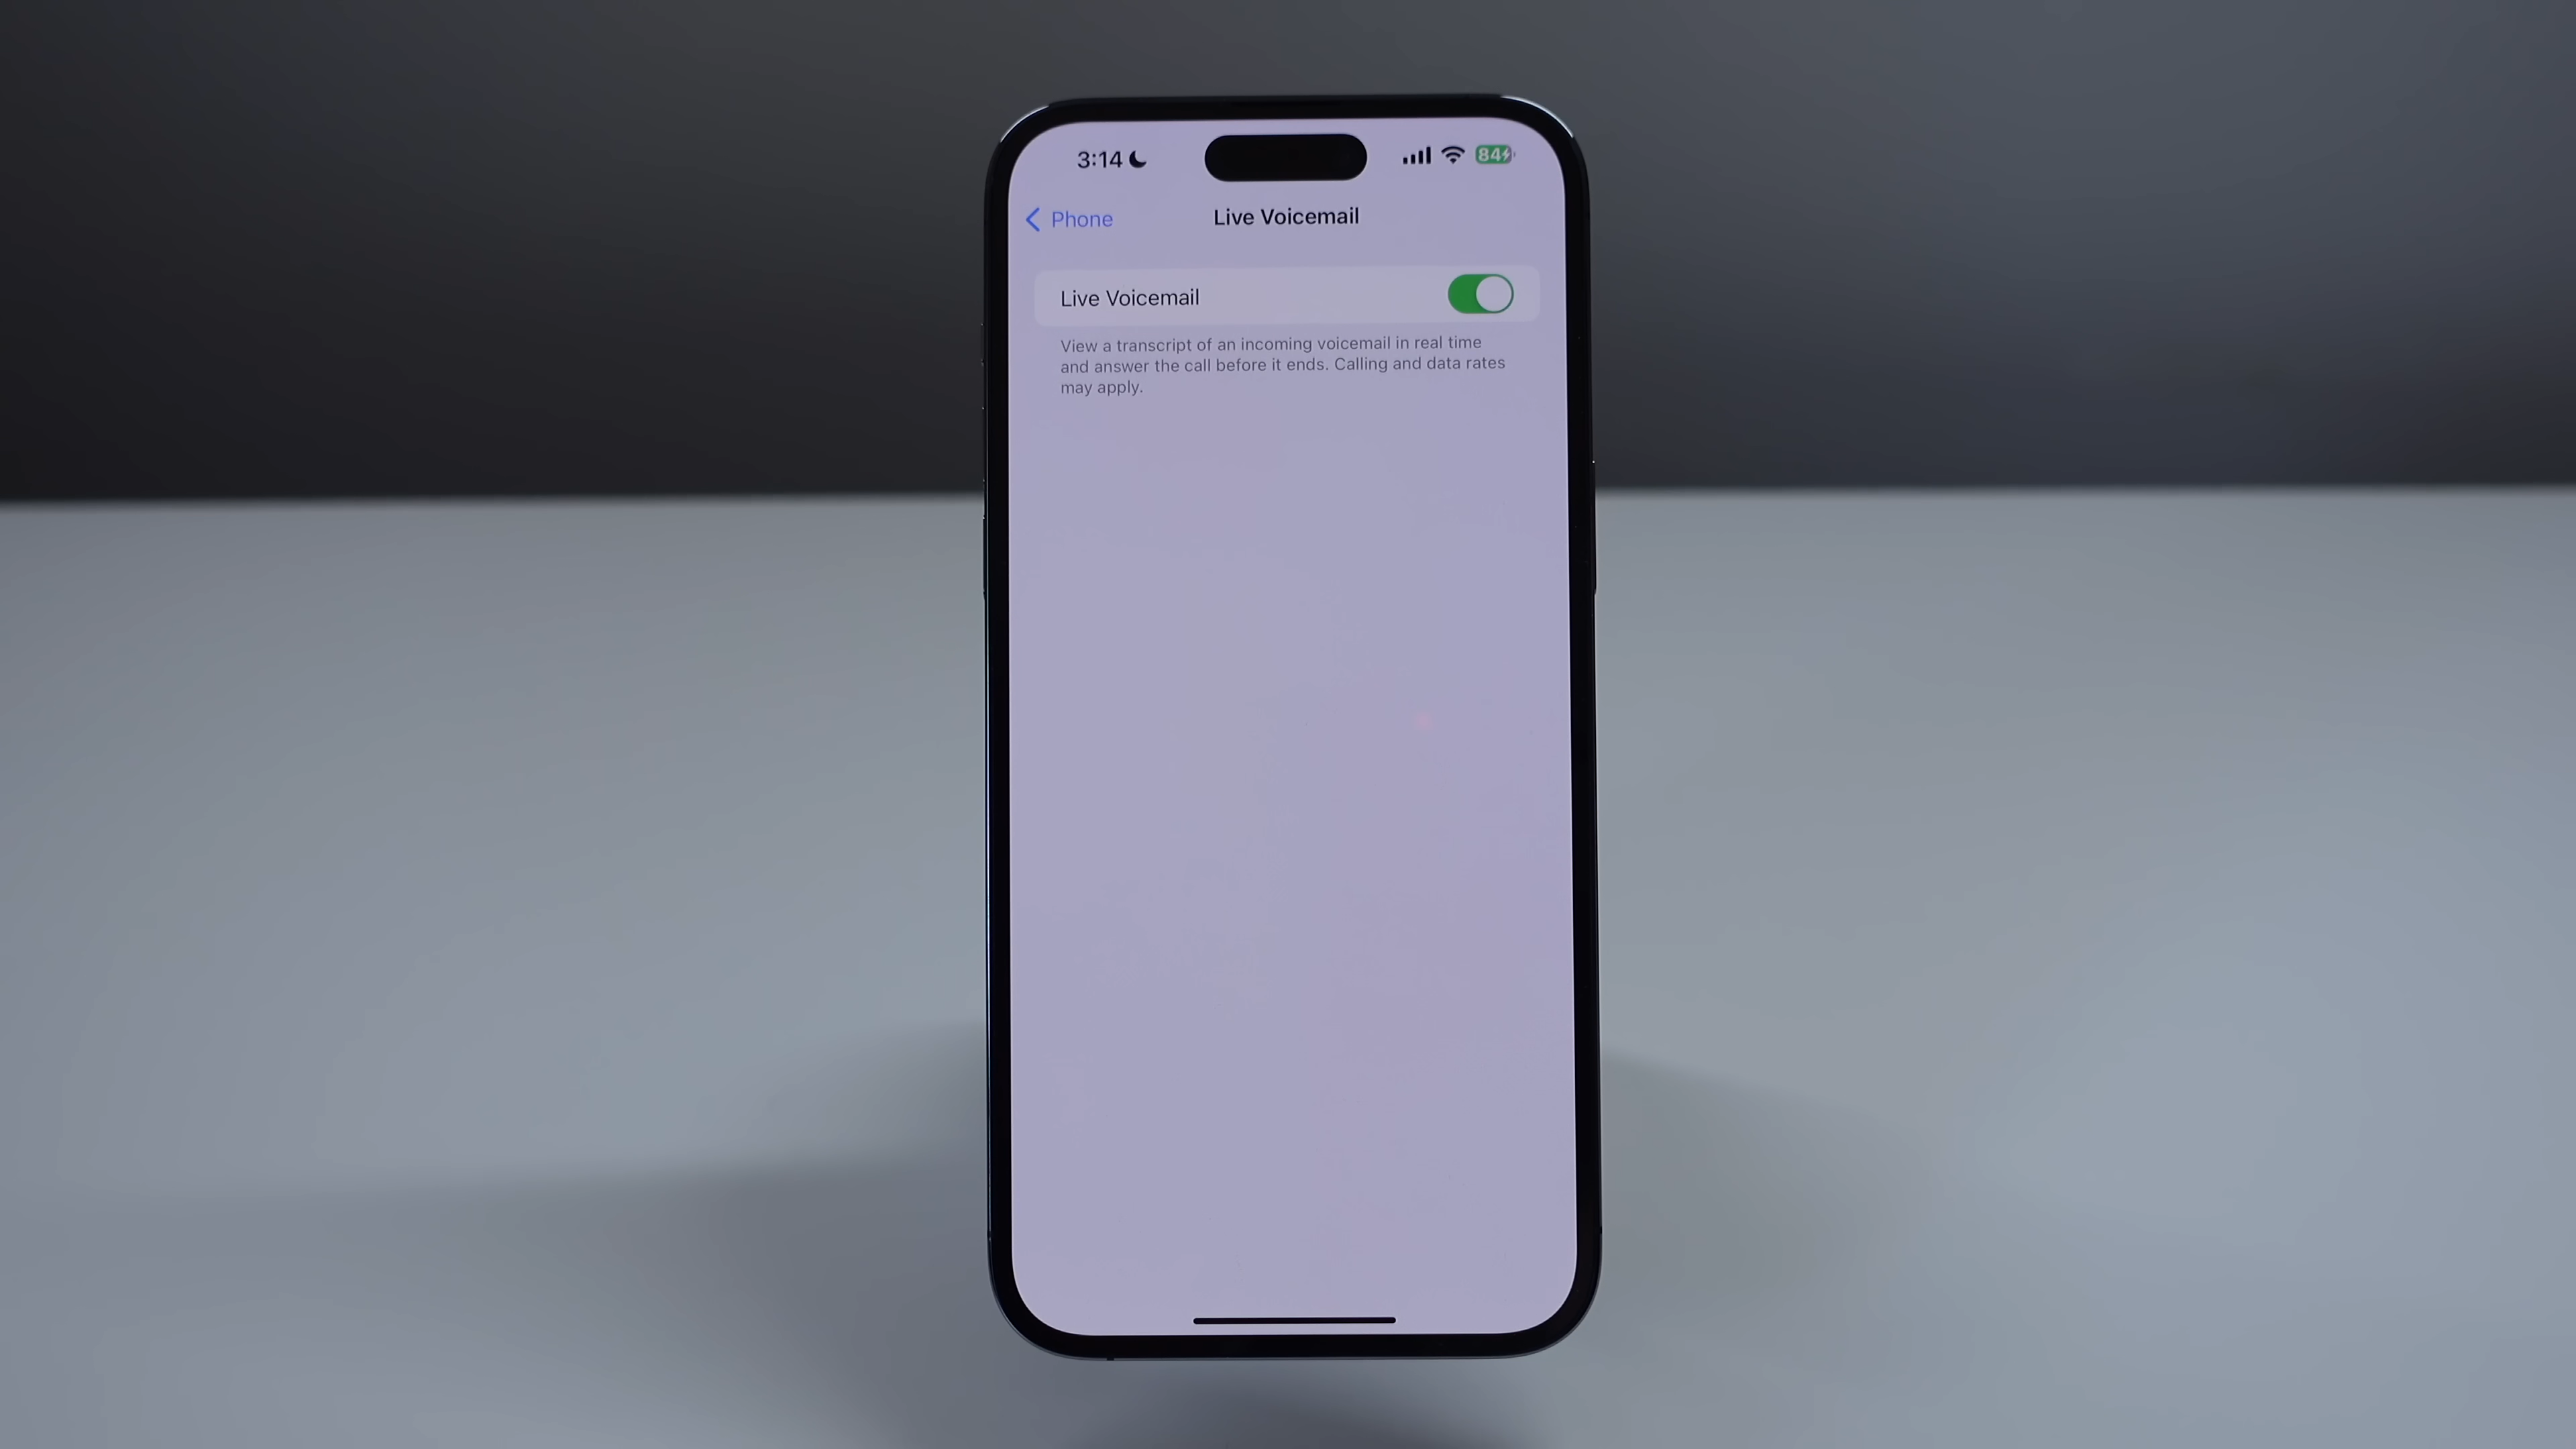 3:14
84
Phone
Live Voicemail
Live Voicemail
View a transcript of an incoming voicemail in real time
and answer the call before it ends. Calling and data rates
may apply.